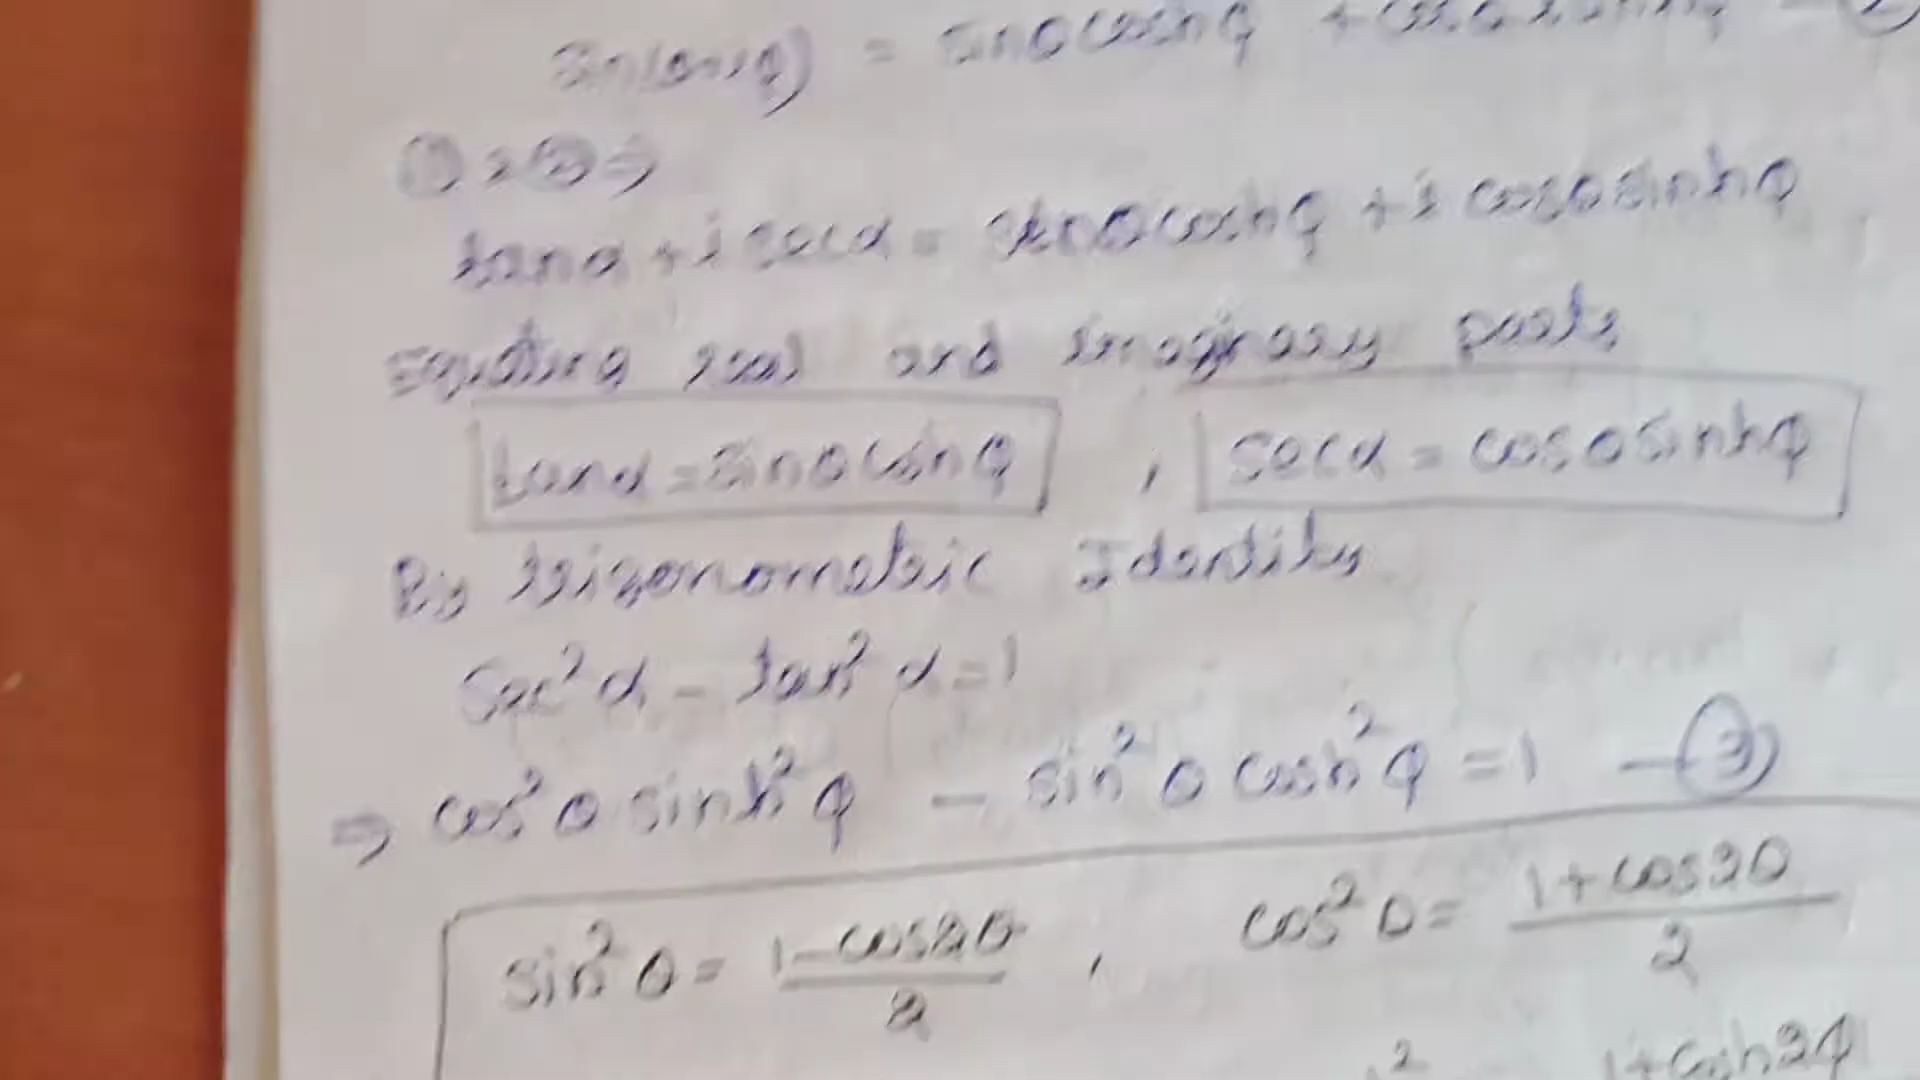 sin(θ+iφ) = sinθcoshφ + i cosθ sinhφ — ②
① & ② ⇒
tanα + i secα = sinθcoshφ + i cosθsinhφ
Equating real and imaginary parts
tanα = sinθcoshφ , secα = cosθsinhφ
By trigonometric Identity
sec²α - tan²α = 1
⇒ cos²θ sinh²φ - sin²θ cosh²φ = 1 — ③
sin²θ = 1-cos2θ/2 , cos²θ = 1+cos2θ/2
1+cosh2φ